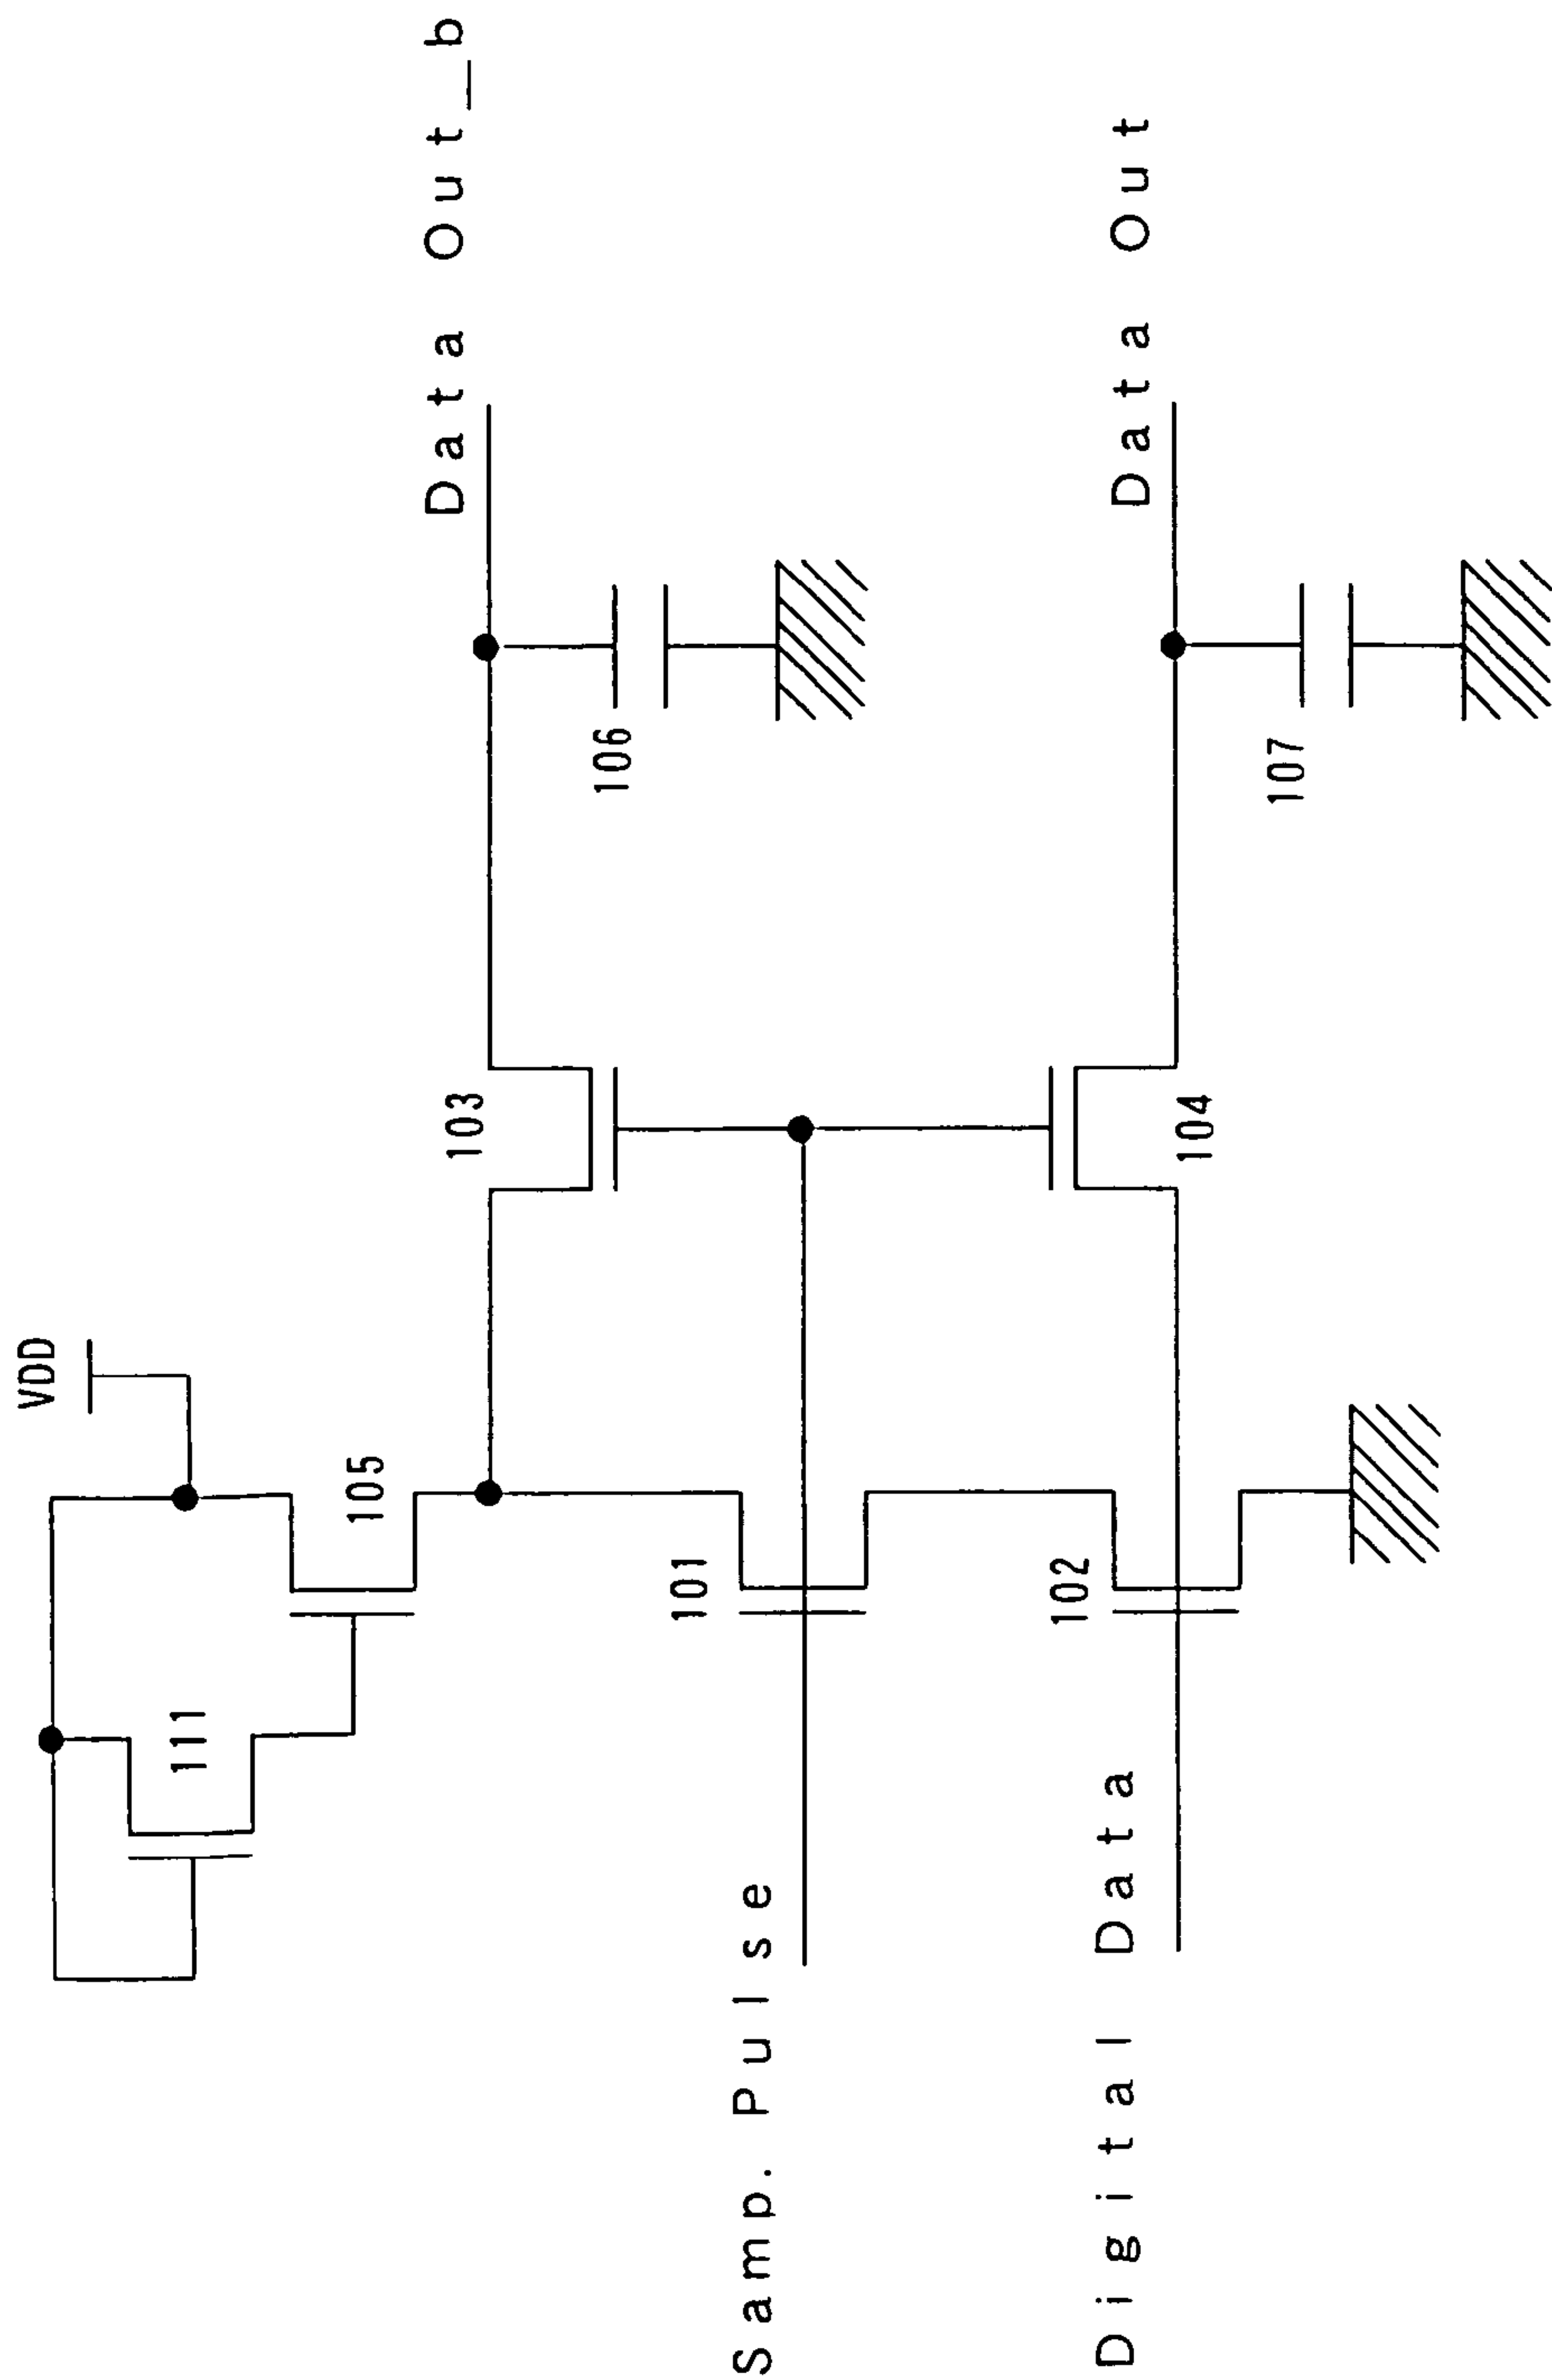 VDD
111
105
Data Out_b
103
106
101
Samp. Pulse
102
Digital Data
104
Data Out
107